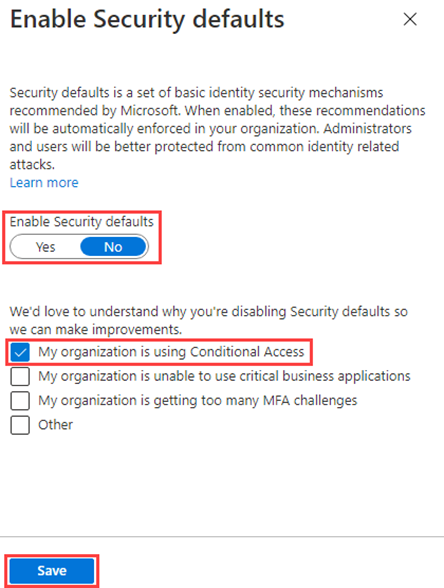 Enable Security defaults
Security defaults is a set of basic identity security mechanisms
recommended by Microsoft. When enabled, these recommendations
will be automatically enforced in your organization. Administrators
and users will be better protected from common identity related
attacks.
Learn more
Enable Security defaults
Yes No
We'd love to understand why you're disabling Security defaults so
we can make improvements.
My organization is using Conditional Access
My organization is unable to use critical business applications
My organization is getting too many MFA challenges
Other
Save